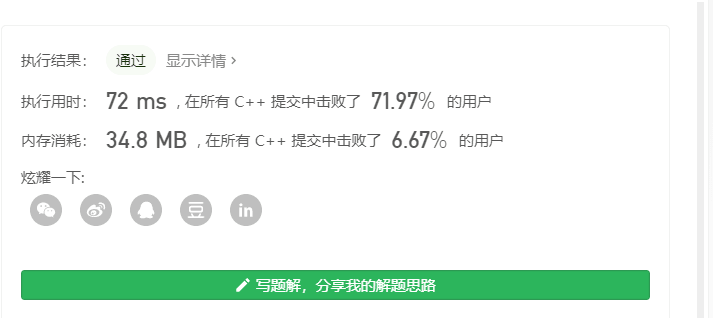 执行结果： 通过 显示详情 ›
执行用时： 72 ms , 在所有 C++ 提交中击败了 71.97% 的用户
内存消耗： 34.8 MB , 在所有 C++ 提交中击败了 6.67% 的用户
炫耀一下:
豆 in
写题解，分享我的解题思路